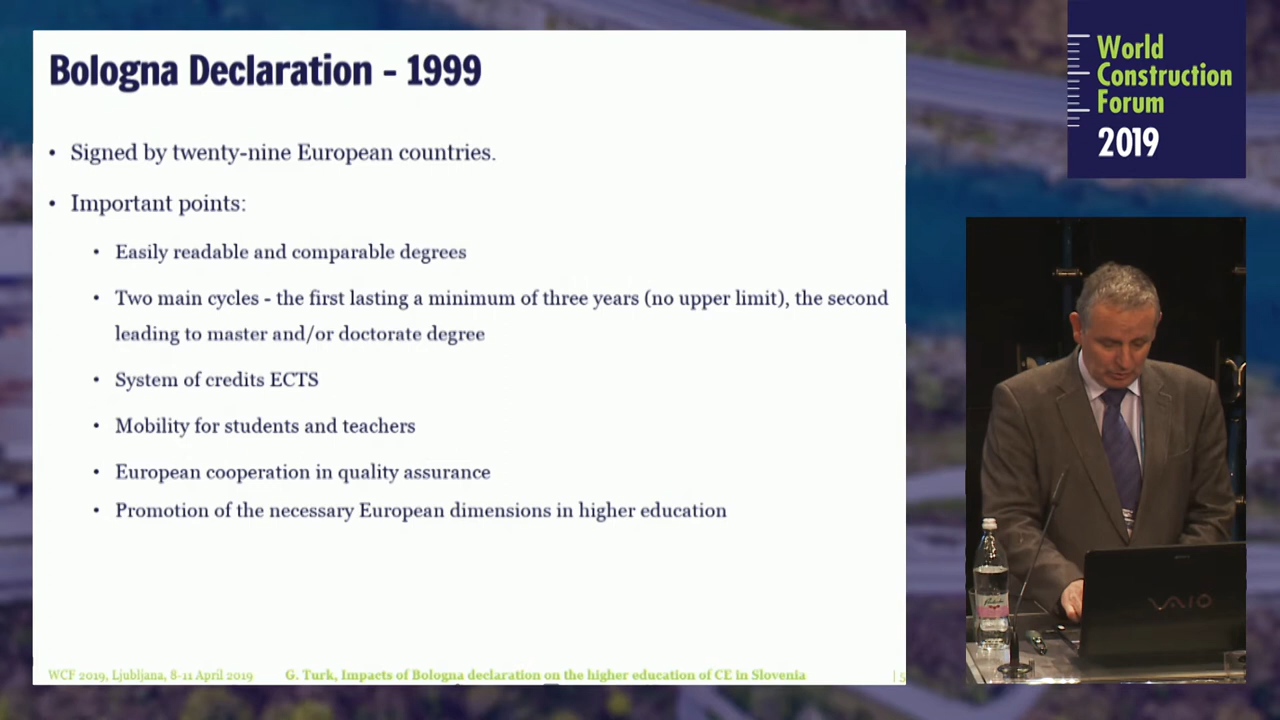 Bologna Declaration - 1999
• Signed by twenty-nine European countries.
• Important points:
• Easily readable and comparable degrees
• Two main cycles - the first lasting a minimum of three years (no upper limit), the second
leading to master and/or doctorate degree
• System of credits ECTS
• Mobility for students and teachers
• European cooperation in quality assurance
• Promotion of the necessary European dimensions in higher education
WCF 2019, Ljubljana, 8-11 April 2019 G. Turk, Impacts of Bologna declaration on the higher education of CE in Slovenia | 5
World
Construction
Forum
2019
VAIO